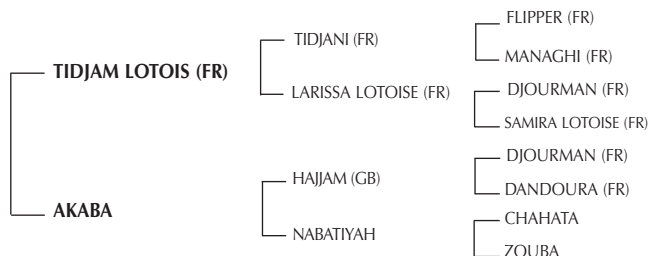 FLIPPER (FR)
TIDJANI (FR)
MANAGHI (FR)
TIDJAM LOTOIS (FR)
LARISSA LOTOISE (FR)
DJOURMAN (FR)
SAMIRA LOTOISE (FR)
DJOURMAN (FR)
HAJJAM (GB)
DANDOURA (FR)
AKABA
CHAHATA
NABATIYAH
ZOUBA